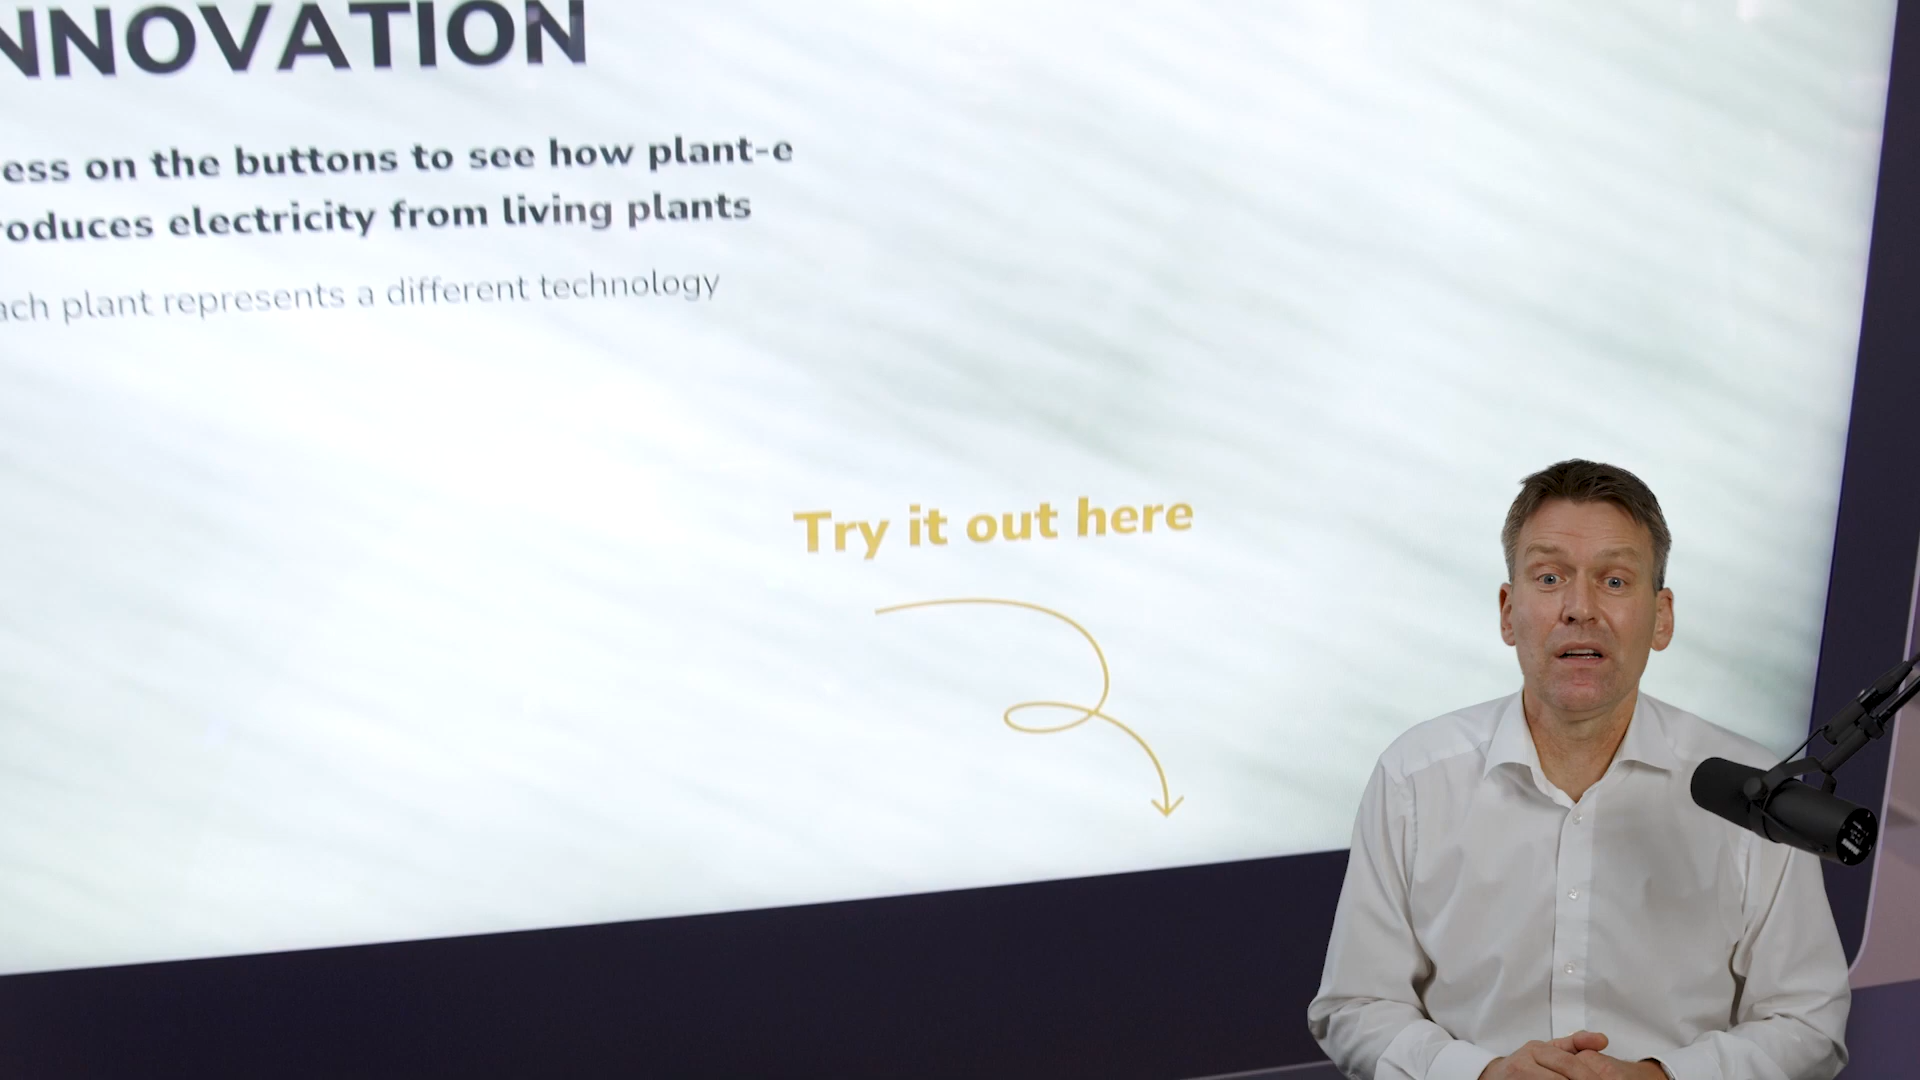 NNOVATION
ess on the buttons to see how plant-e
roduces electricity from living plants
ach plant represents a different technology
Try it out here